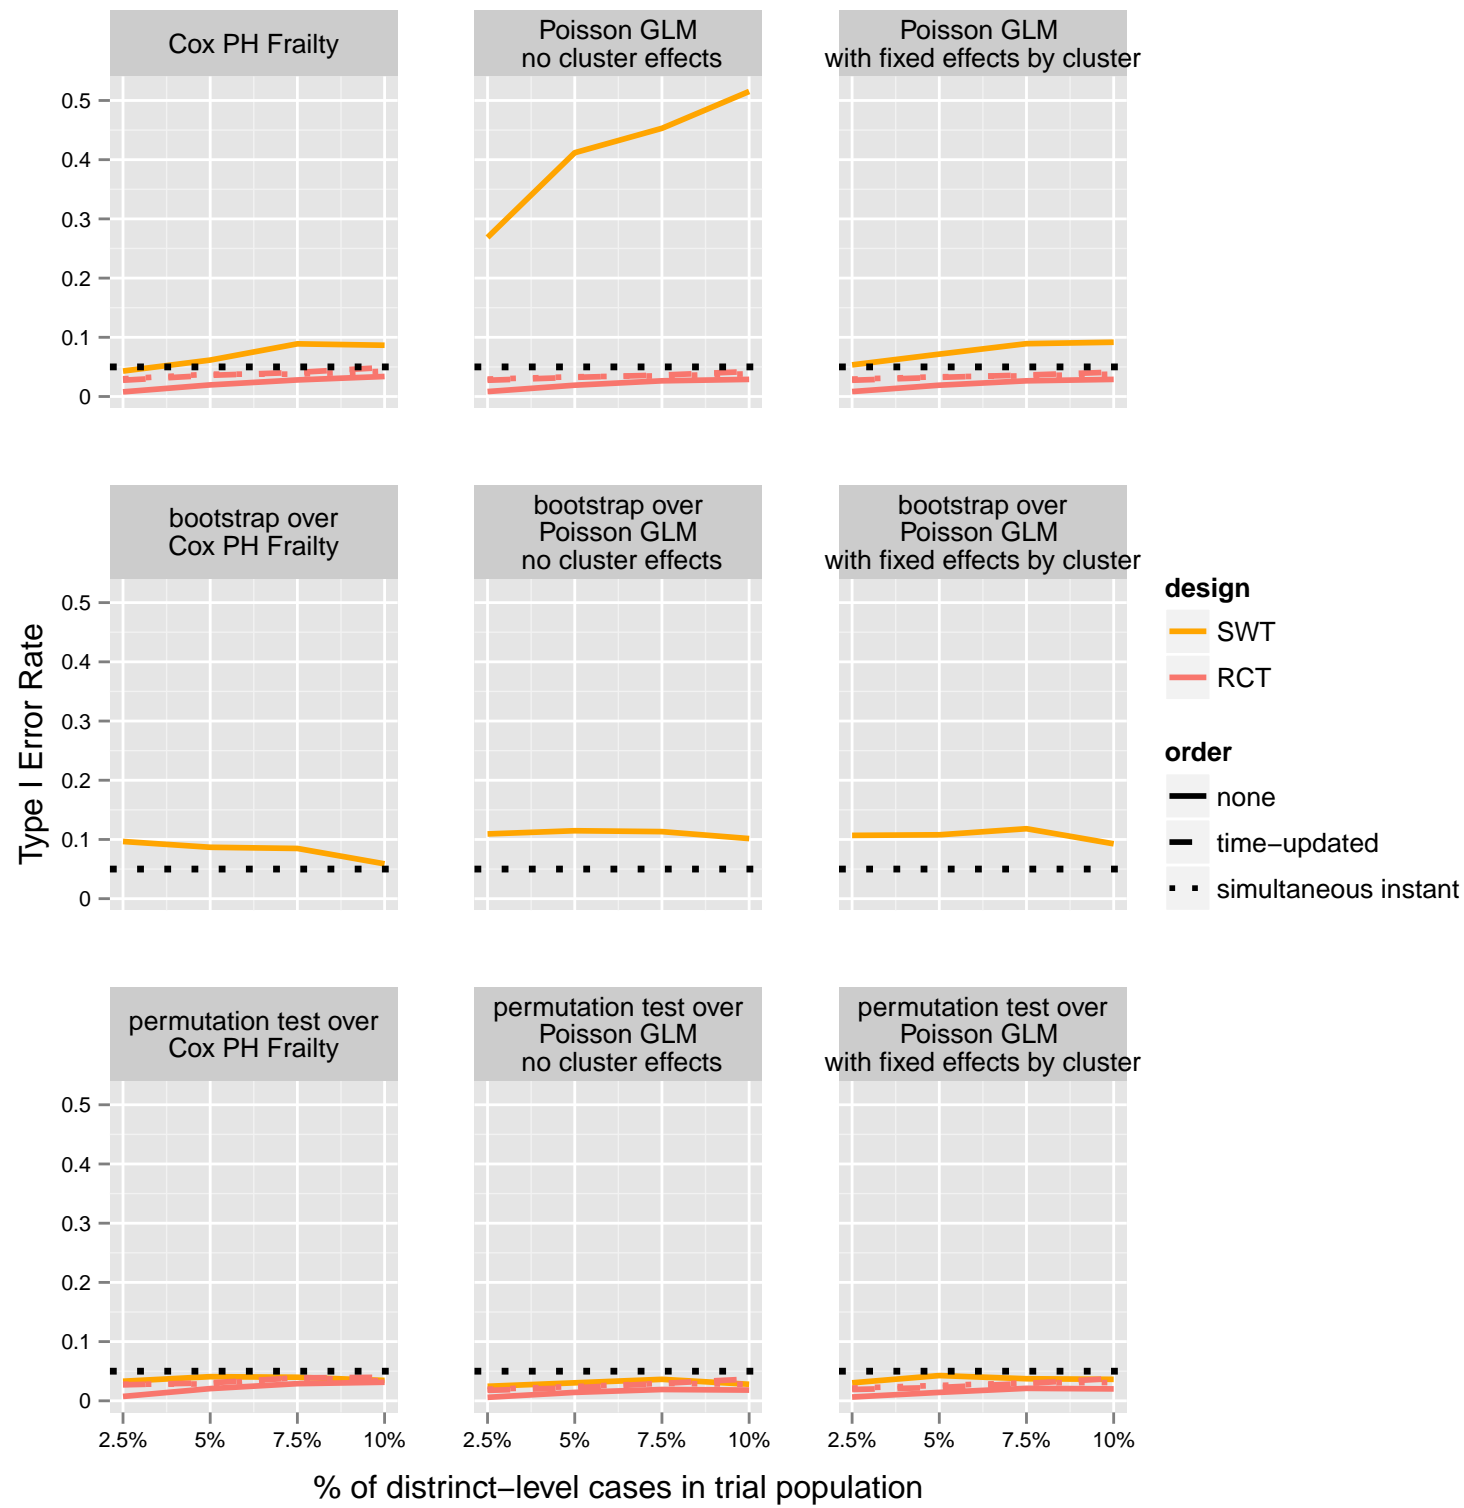 Cox PH Frailty
Poisson GLM
no cluster effects
Poisson GLM
with fixed effects by cluster
0.5
0.4
0.3
0.2
0.1
0
bootstrap over
Cox PH Frailty
bootstrap over
Poisson GLM
no cluster effects
bootstrap over
Poisson GLM
with fixed effects by cluster
0.5
0.4
0.3
0.2
0.1
0
Type I Error Rate
design
SWT
RCT
order
none
time−updated
simultaneous instant
permutation test over
Cox PH Frailty
permutation test over
Poisson GLM
no cluster effects
permutation test over
Poisson GLM
with fixed effects by cluster
0.5
0.4
0.3
0.2
0.1
0
2.5% 5% 7.5% 10%
2.5% 5% 7.5% 10%
2.5% 5% 7.5% 10%
% of distrinct−level cases in trial population